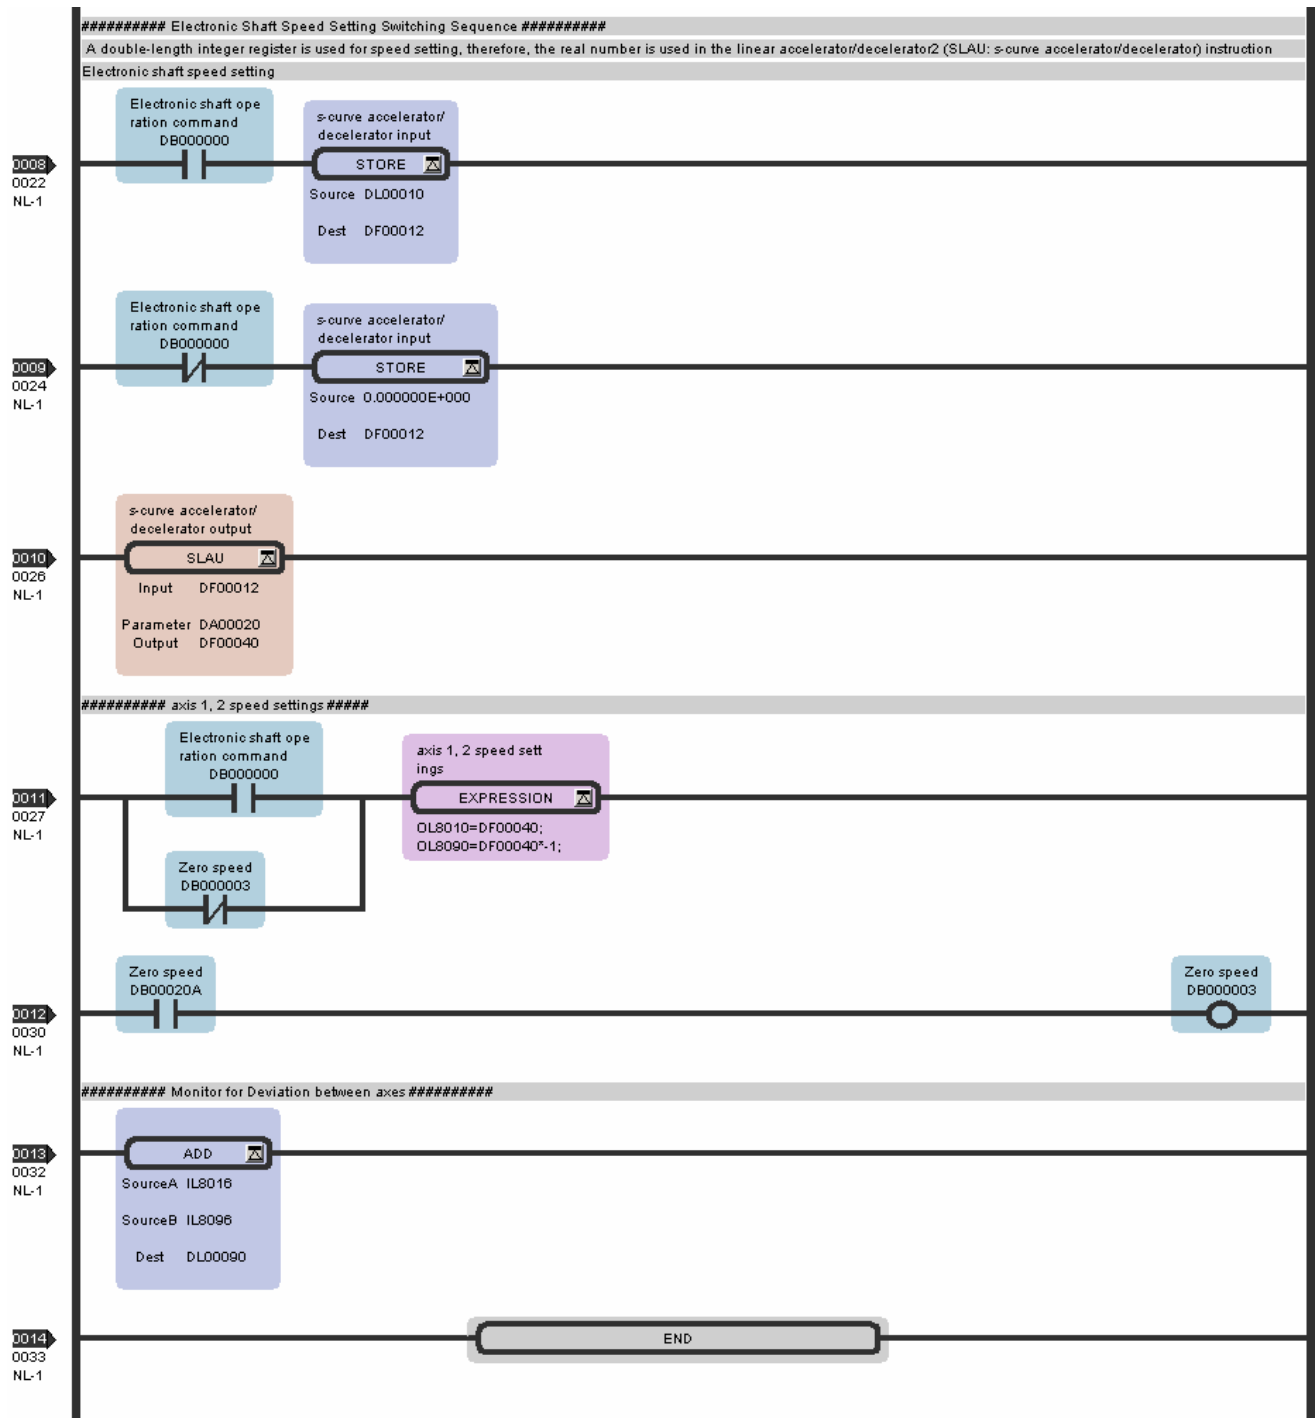 ########## Electronic Shaft Speed Setting Switching Sequence ##########
A double-length integer register is used for speed setting, therefore, the real number is used in the linear accelerator/decelerator2 (SLAU: s-curve accelerator/decelerator) instruction
Electronic shaft speed setting
Electronic shaft ope
ration command
DB000000
s-curve accelerator/
decelerator input
0008
0022
NL-1
STORE
Source DL00010
Dest DF00012
Electronic shaft ope
ration command
DB000000
s-curve accelerator/
decelerator input
0009
0024
NL-1
STORE
Source 0.000000E+000
Dest DF00012
s-curve accelerator/
decelerator output
0010
0026
NL-1
SLAU
Input DF00012
Parameter DA00020
Output DF00040
########## axis 1, 2 speed settings #####
Electronic shaft ope
ration command
DB000000
axis 1, 2 speed sett
ings
0011
0027
NL-1
EXPRESSION
OL8010=DF00040;
OL8090=DF00040*-1;
Zero speed
DB000003
Zero speed
DB00020A
Zero speed
DB000003
0012
0030
NL-1
########## Monitor for Deviation between axes ##########
0013
0032
NL-1
ADD
SourceA IL8016
SourceB IL8096
Dest DL00090
0014
0033
NL-1
END